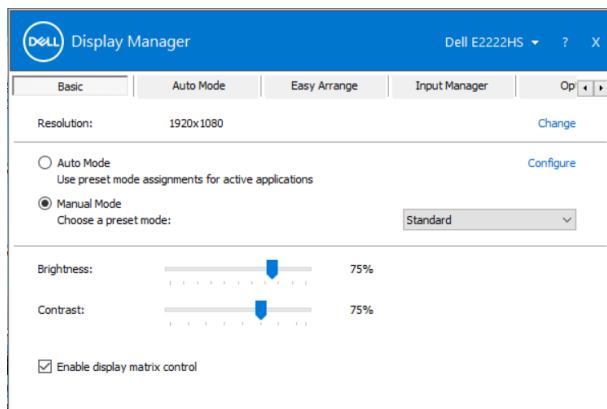 DELL Display Manager Dell E2222HS ? X
Basic Auto Mode Easy Arrange Input Manager Op
Resolution: 1920x1080 Change
Auto Mode Configure
Use preset mode assignments for active applications
Manual Mode
Choose a preset mode: Standard
Brightness: 75%
Contrast: 75%
Enable display matrix control